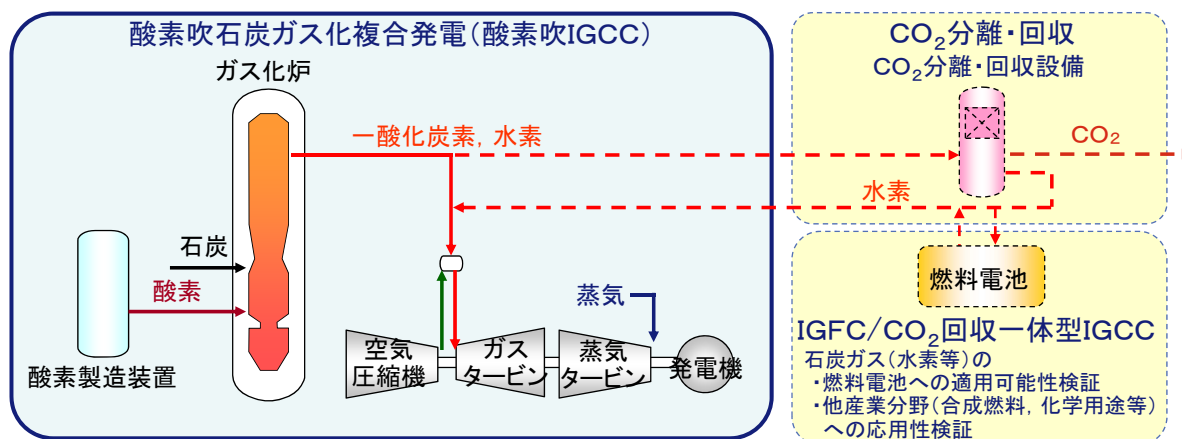 酸素吹石炭ガス化複合発電(酸素吹IGCC)
ガス化炉
一酸化炭素, 水素
石炭
酸素
酸素製造装置
空気
圧縮機
ガス
タービン
蒸気
蒸気
タービン
発電機
CO₂分離・回収
CO₂分離・回収設備
CO₂
水素
燃料電池
IGFC/CO₂回収一体型IGCC
石炭ガス(水素等)の
・燃料電池への適用可能性検証
・他産業分野(合成燃料, 化学用途等)
への応用性検証